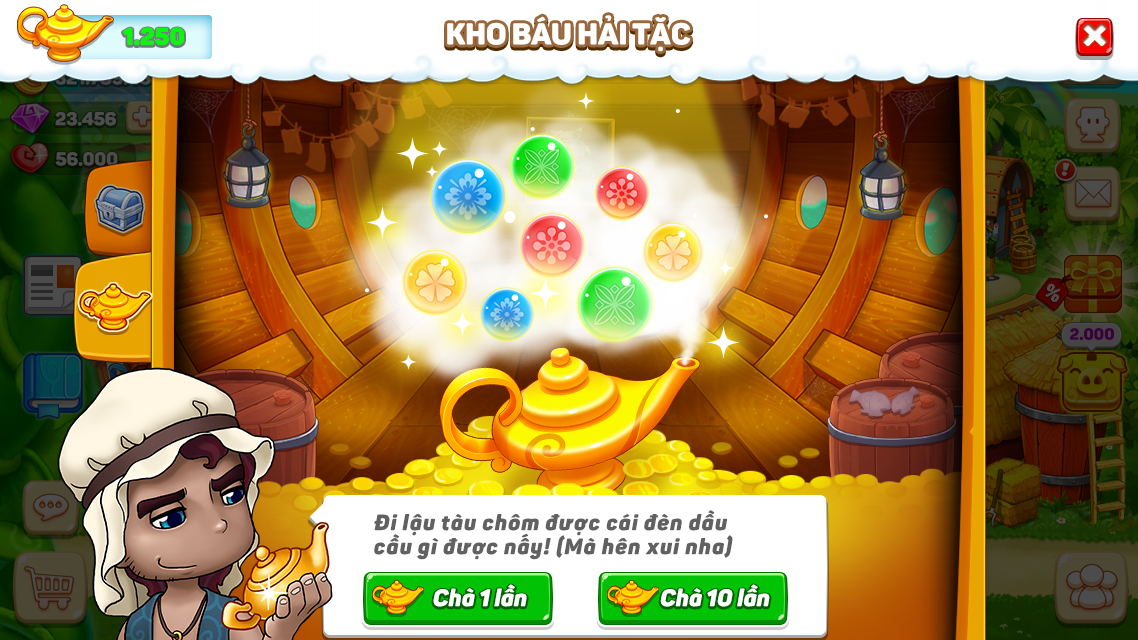 1.250
KHO BÁU HẢI TẶC
23.456
56.000
%
2.000
Đi lậu tàu chôm được cái đèn dầu
cầu gì được nấy! (Mà hên xui nha)
Chà 1 lần
Chà 10 lần